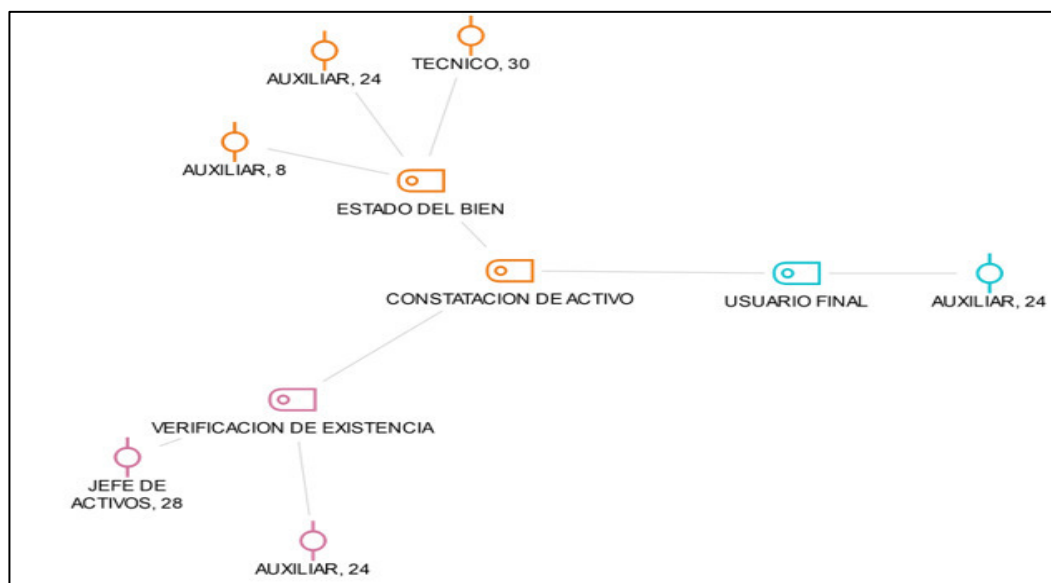 AUXILIAR, 24
TECNICO, 30
AUXILIAR, 8
ESTADO DEL BIEN
CONSTATACION DE ACTIVO
USUARIO FINAL
AUXILIAR, 24
VERIFICACION DE EXISTENCIA
JEFE DE
ACTIVOS, 28
AUXILIAR, 24